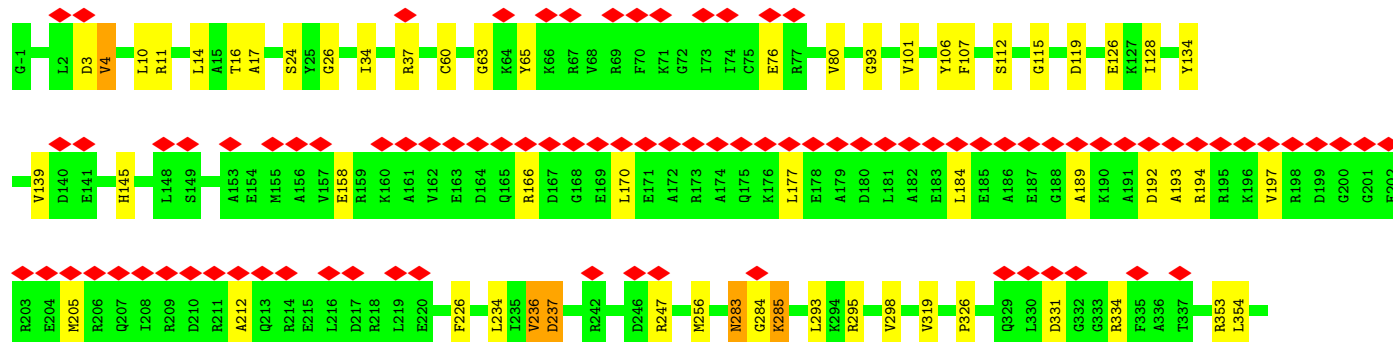 G-1 L2 D3 V4 L10 R11 L14 A15 T16 A17 S24 Y25 G26 I34 R37 C60 G63 K64 Y65 K66 R67 V68 R69 F70 K71 G72 I73 I74 C75 E76 R77 V80 G93 V101 Y106 F107 S112 G115 D119 E126 K127 I128 Y134
V139 D140 E141 H145 L148 S149 A153 E154 M155 A156 V157 E158 R159 K160 A161 V162 E163 D164 Q165 R166 D167 G168 E169 L170 E171 A172 R173 A174 Q175 K176 L177 E178 A179 D180 L181 A182 E183 L184 E185 A186 E187 G188 A189 K190 A191 D192 A193 R194 R195 K196 V197 R198 D199 G200 G201
R203 E204 M205 R206 Q207 I208 R209 D210 R211 A212 Q213 R214 E215 L216 D217 R218 L219 E220 F226 L234 I235 V236 D237 R242 D246 R247 M256 N283 G284 K285 L293 K294 R295 V298 V319 P326 Q329 L330 D331 G332 G333 R334 F335 A336 T337 R353 L354